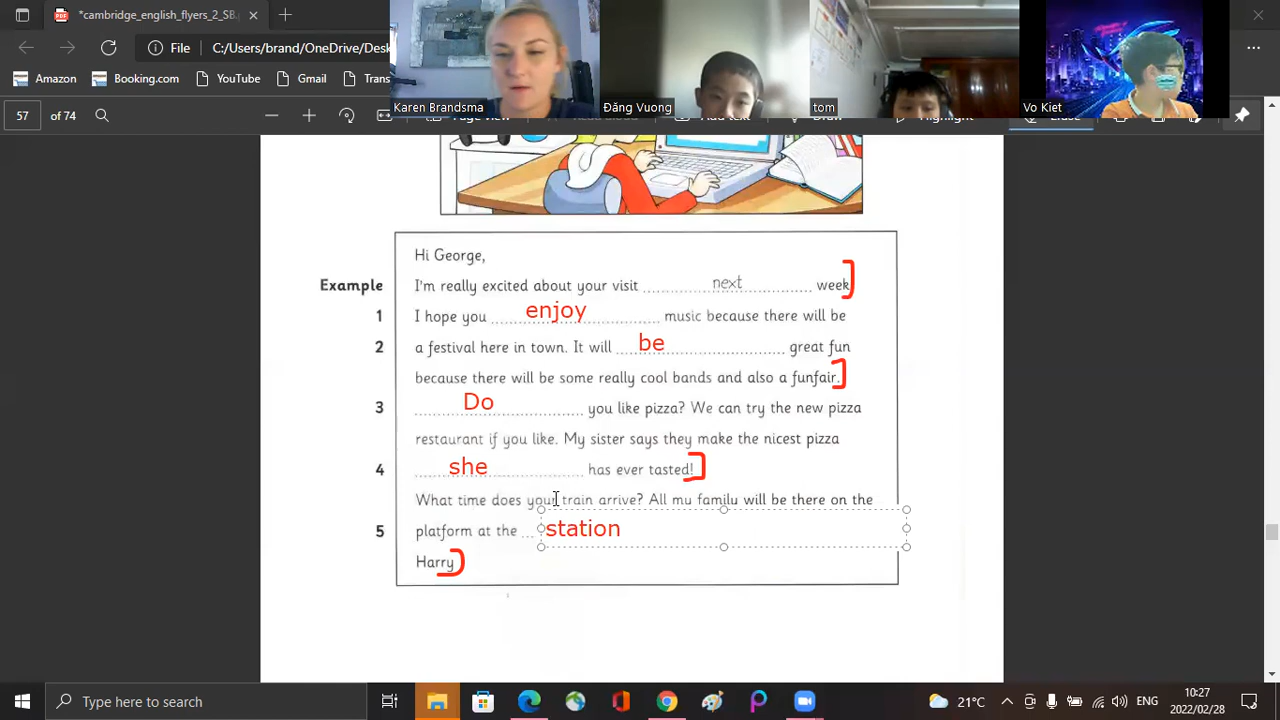 *cambridge_english_flyers_2_SB.
File
C:/Users/brand/OneDrive/Desk
Amazon
Booking.com
YouTube
Gmail
Karen Brandsma
Đăng Vuong
tom
Vo Kiet
57
of 74
Hi George,
Example
I'm really excited about your visit next week
1
I hope you enjoy music because there will be
2
a festival here in town. It will be great fun
because there will be some really cool bands and also a funfair.
3
Do you like pizza? We can try the new pizza
restaurant if you like. My sister says they make the nicest pizza
4
she has ever tasted!
What time does your train arrive? All my family will be there on the
5
platform at the station
Harry
Type here to search
21°C
ENG
10:27
2022/02/28